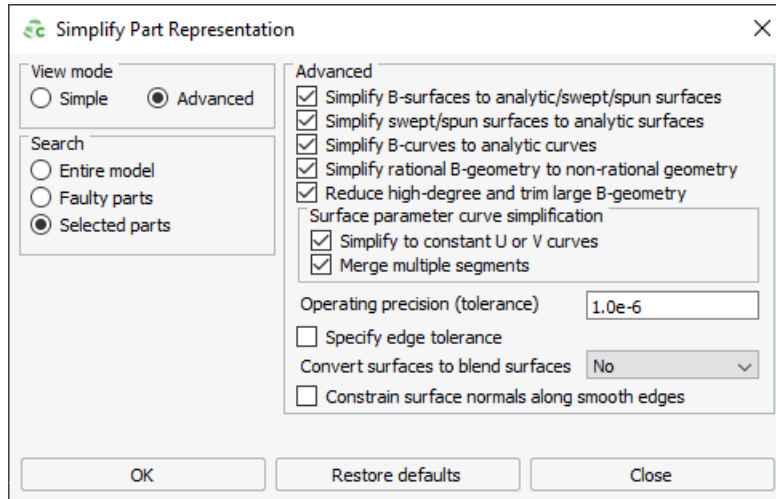 Simplify Part Representation
View mode
Simple
Advanced
Search
Entire model
Faulty parts
Selected parts
Advanced
Simplify B-surfaces to analytic/swept/spun surfaces
Simplify swept/spun surfaces to analytic surfaces
Simplify B-curves to analytic curves
Simplify rational B-geometry to non-rational geometry
Reduce high-degree and trim large B-geometry
Surface parameter curve simplification
Simplify to constant U or V curves
Merge multiple segments
Operating precision (tolerance) 1.0e-6
Specify edge tolerance
Convert surfaces to blend surfaces No
Constrain surface normals along smooth edges
OK
Restore defaults
Close